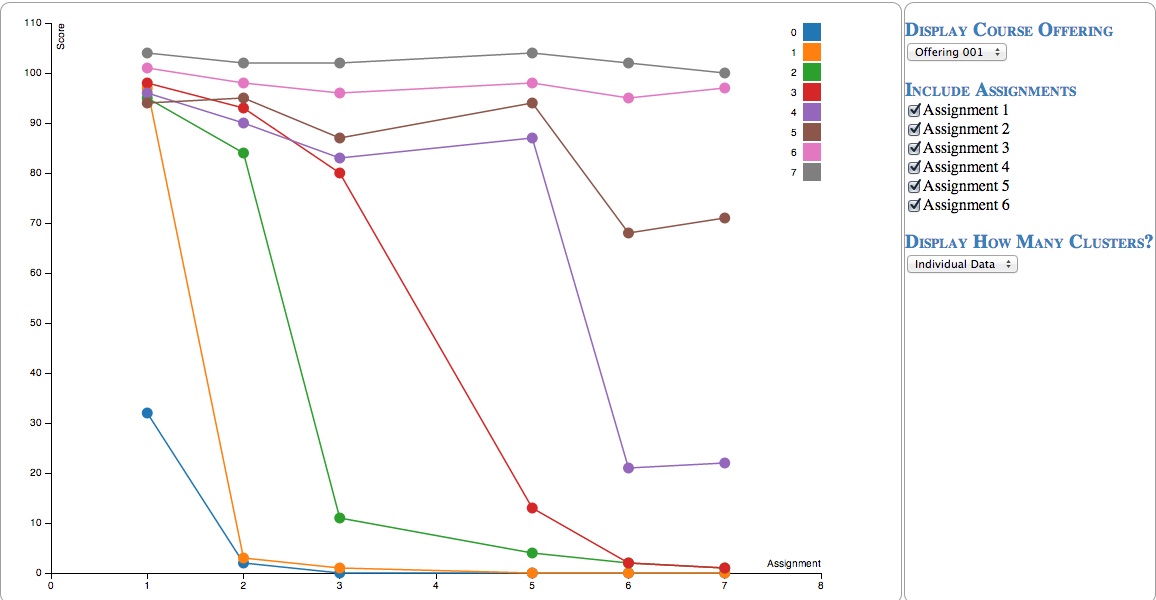 110
100
90
80
70
60
50
40
30
20
10
0
Score
0
1
2
3
4
5
6
7
0
1
2
3
4
5
6
7
8
Assignment
Display Course Offering
Offering 001
Include Assignments
Assignment 1
Assignment 2
Assignment 3
Assignment 4
Assignment 5
Assignment 6
Display How Many Clusters?
Individual Data